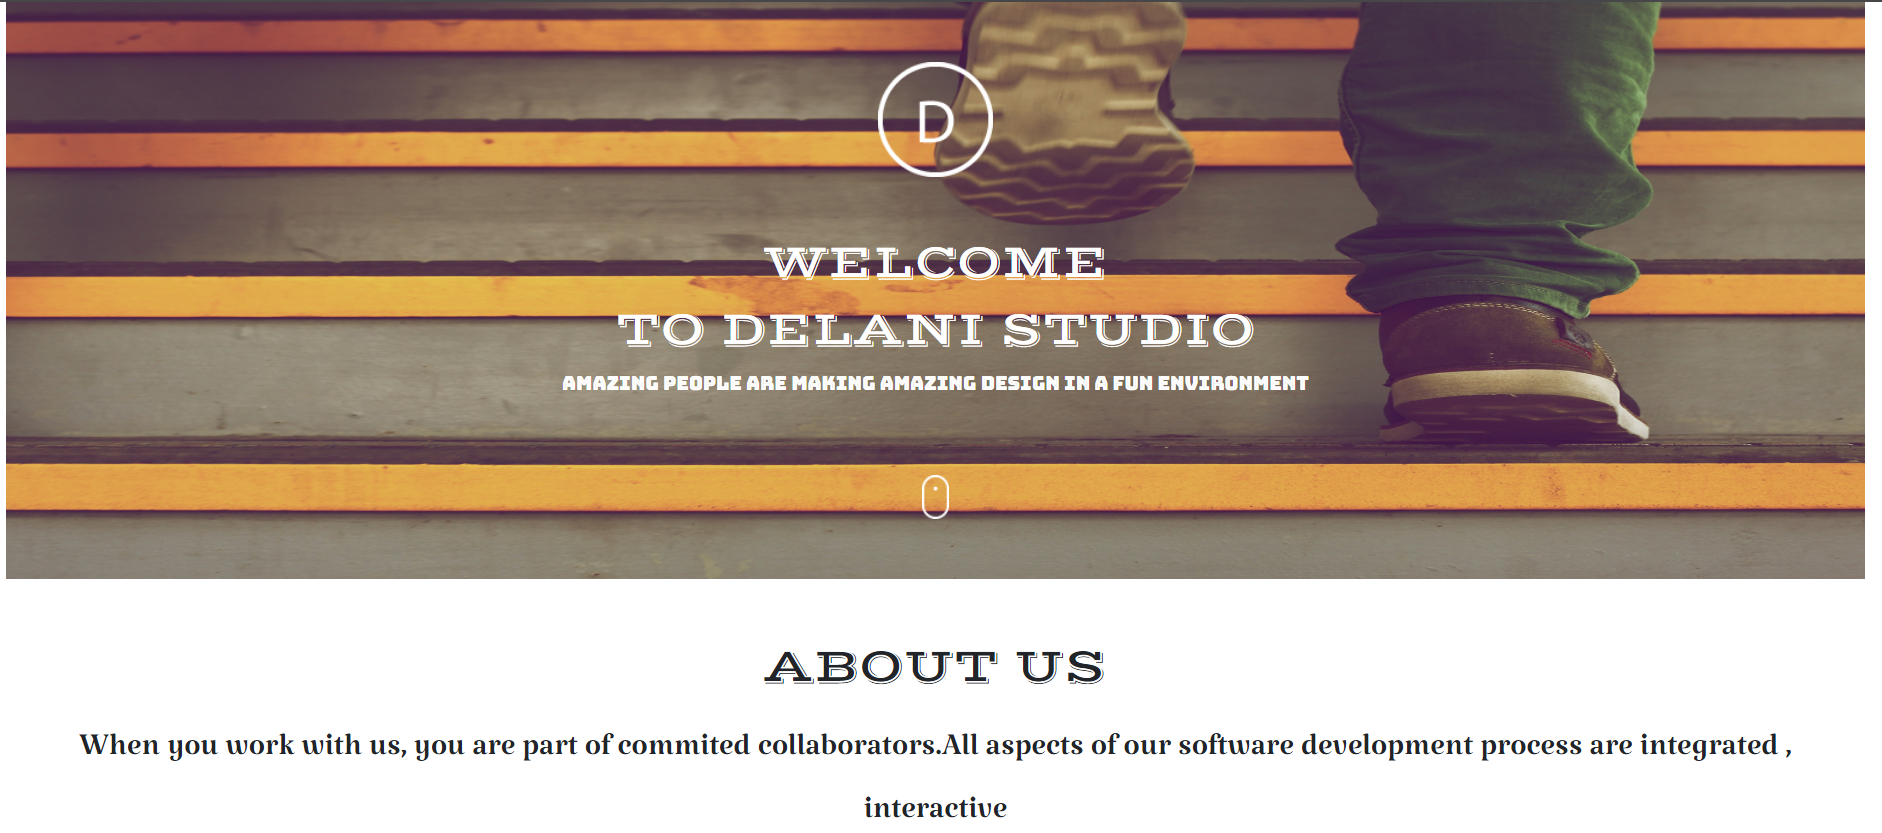 D
WELCOME
TO DELANI STUDIO
AMAZING PEOPLE ARE MAKING AMAZING DESIGN IN A FUN ENVIRONMENT
ABOUT US
When you work with us, you are part of commited collaborators.All aspects of our software development process are integrated ,
interactive